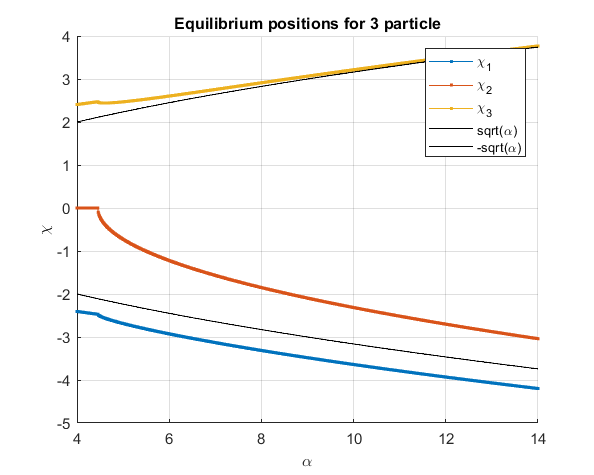 Equilibrium positions for 3 particle
χ1
χ2
χ3
sqrt(α)
-sqrt(α)
4
3
2
1
0
-1
-2
-3
-4
-5
χ
4
6
8
10
12
14
α